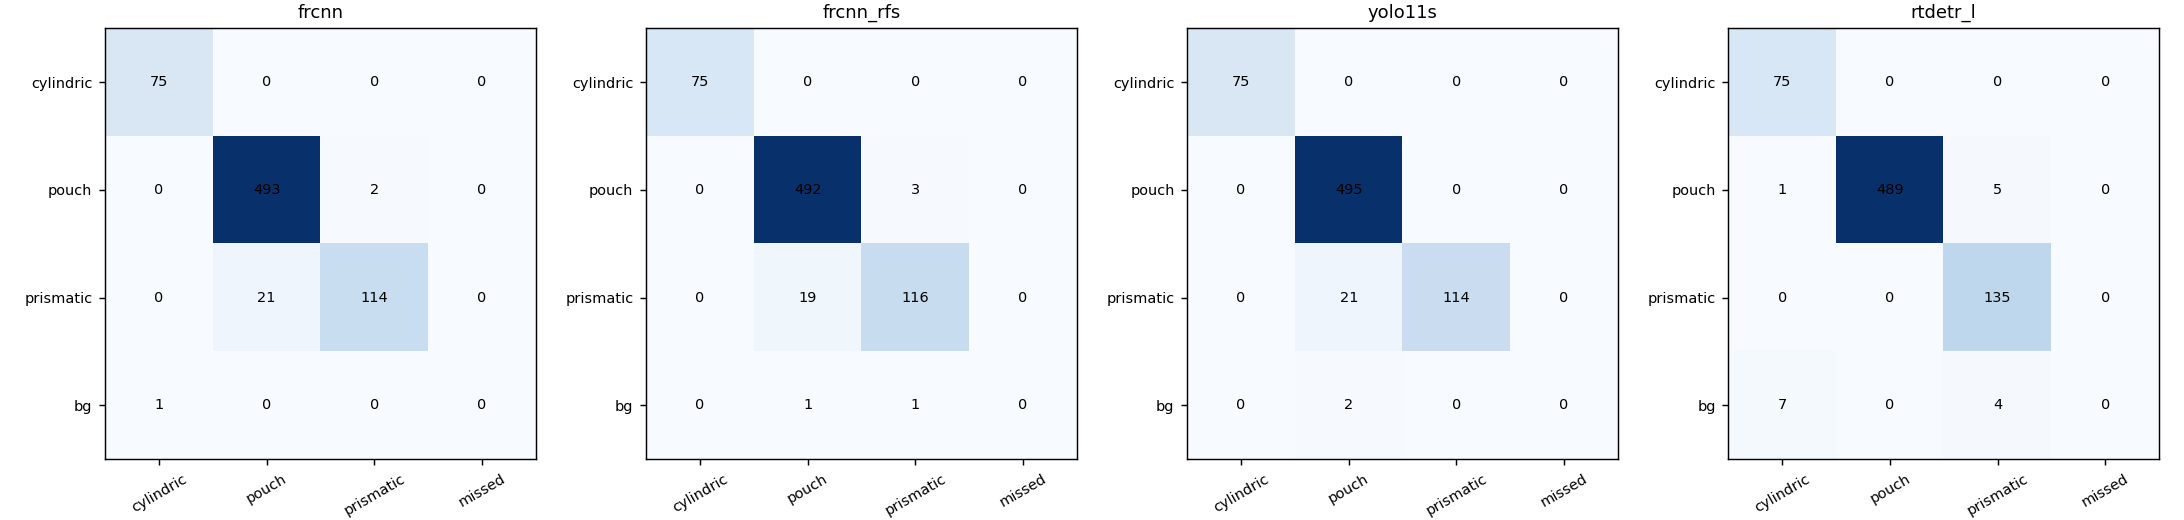 frcnn frcnn_rfs yolo11s rtdetr_l
cylindric 75 0 0 0 cylindric 75 0 0 0 cylindric 75 0 0 0 cylindric 75 0 0 0
pouch 0 493 2 0 pouch 0 492 3 0 pouch 0 495 0 0 pouch 1 489 5 0
prismatic 0 21 114 0 prismatic 0 19 116 0 prismatic 0 21 114 0 prismatic 0 0 135 0
bg 1 0 0 0 bg 0 1 1 0 bg 0 2 0 0 bg 7 0 4 0
cylindric pouch prismatic missed cylindric pouch prismatic missed cylindric pouch prismatic missed cylindric pouch prismatic missed